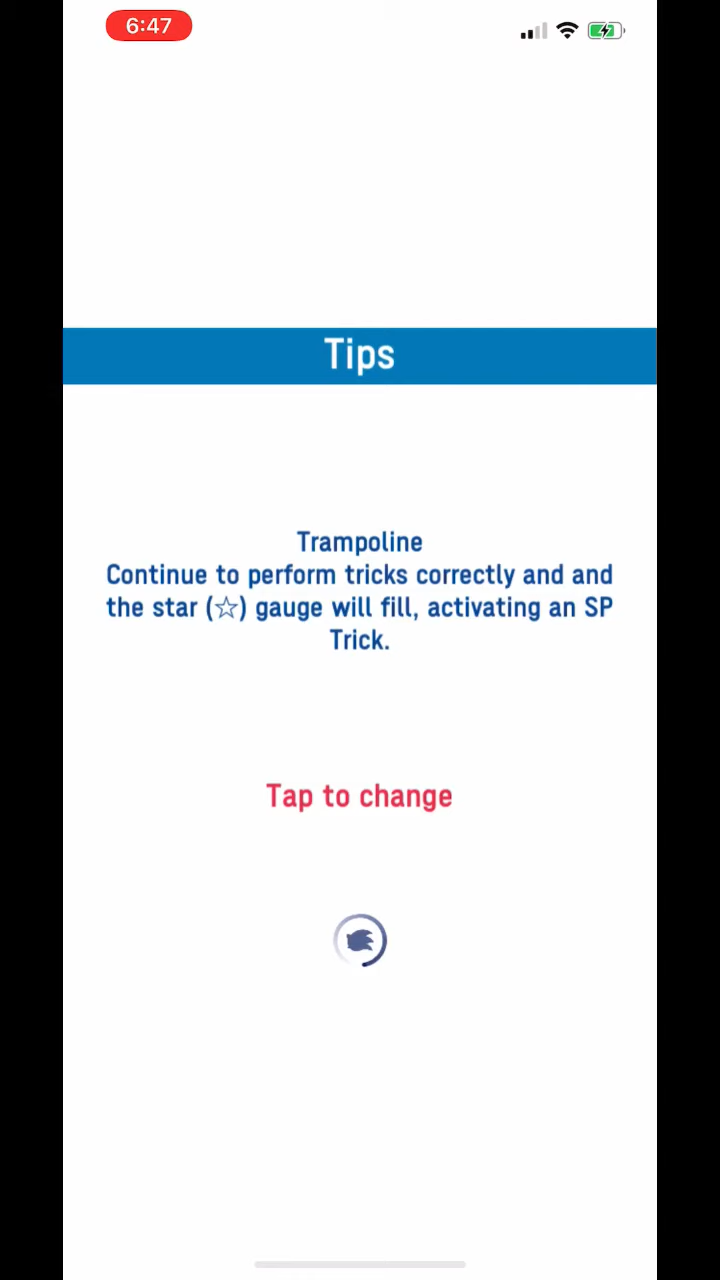 6:47
Tips
Trampoline
Continue to perform tricks correctly and and
the star (☆) gauge will fill, activating an SP
Trick.
Tap to change